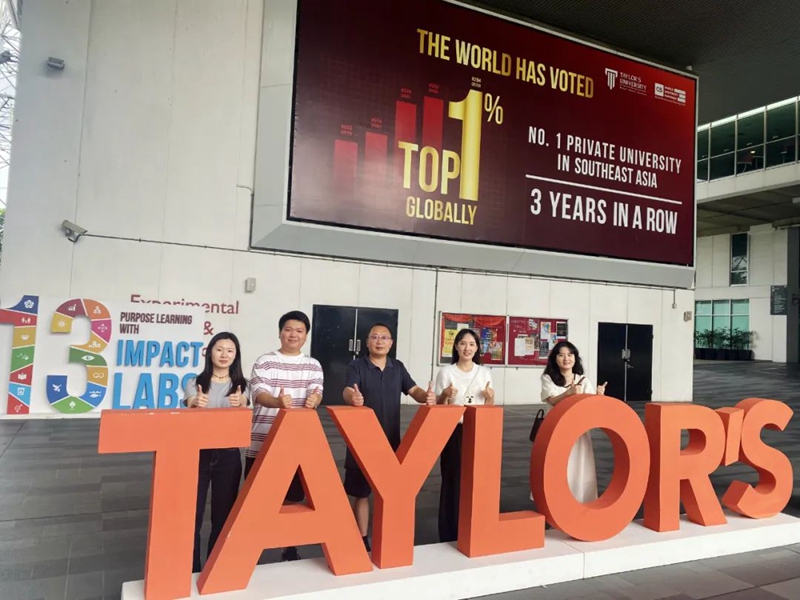 THE WORLD HAS VOTED
TAYLOR'S
UNIVERSITY
TOP 1%
GLOBALLY
NO. 1 PRIVATE UNIVERSITY
IN SOUTHEAST ASIA
3 YEARS IN A ROW
13
Experimental
&
PURPOSE LEARNING
WITH
IMPACT
LABS
TAYLOR'S